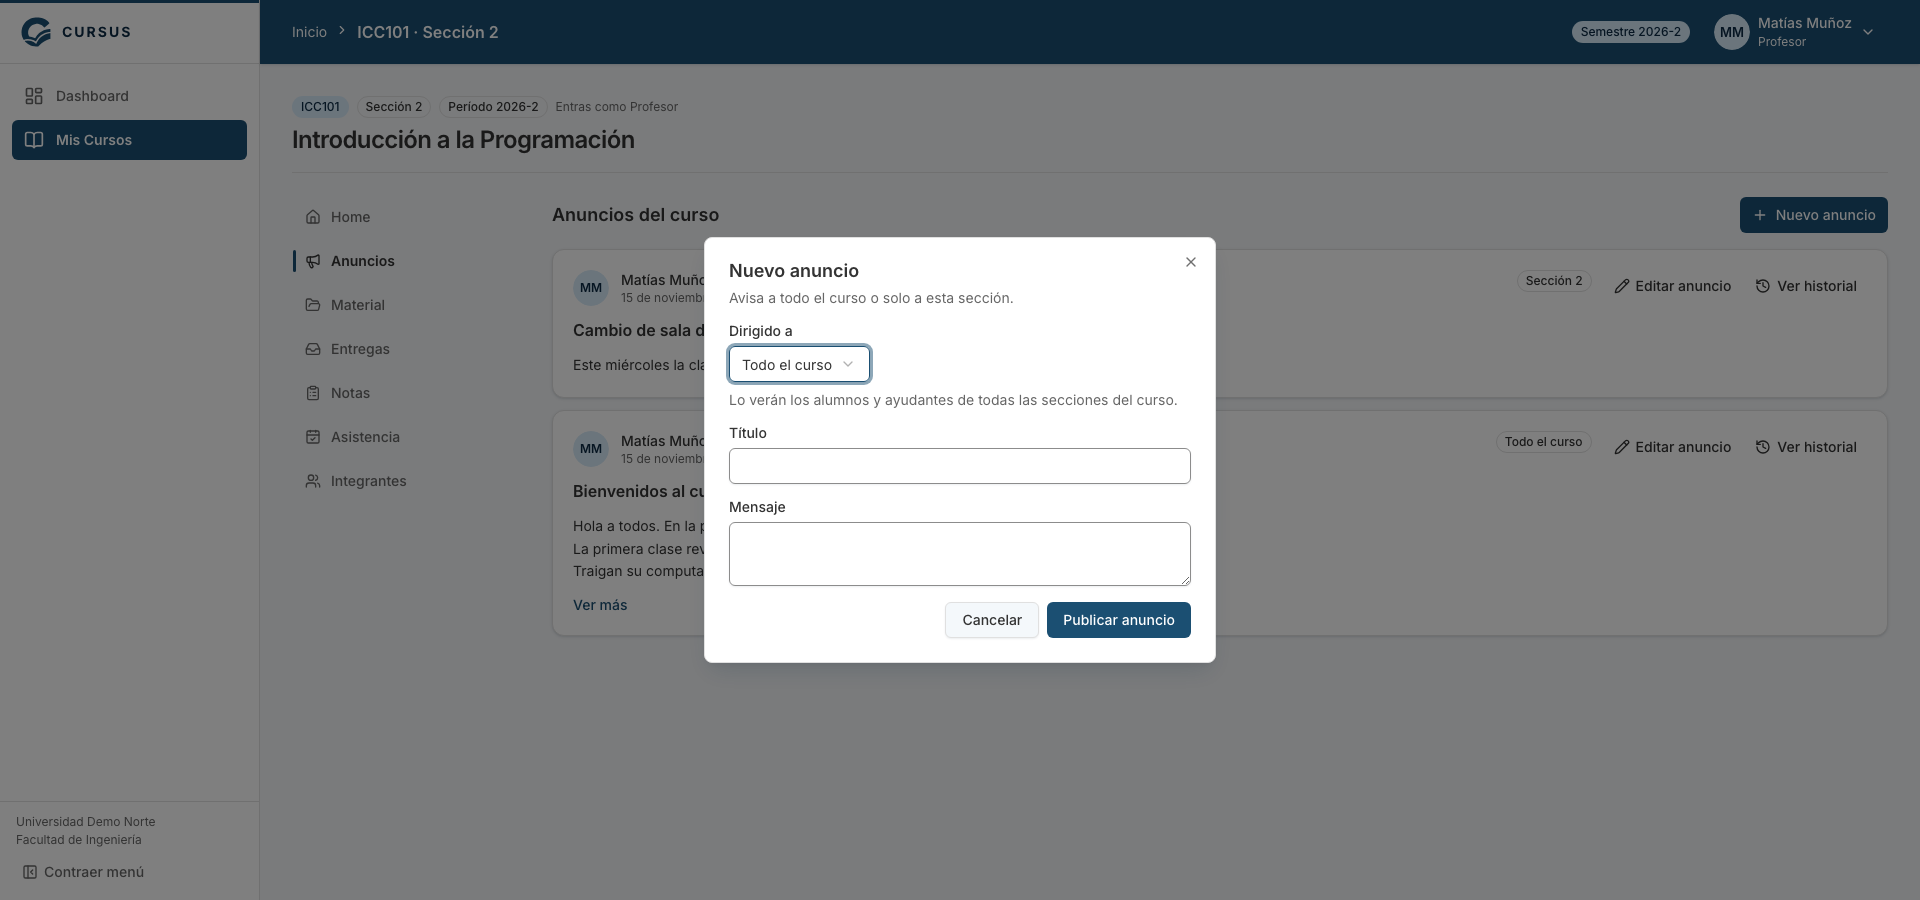 CURSUS
Inicio
ICC101 · Sección 2
Semestre 2026-2
MM
Matías Muñoz
Profesor
Dashboard
Mis Cursos
ICC101
Sección 2
Período 2026-2
Entras como Profesor
Introducción a la Programación
Home
Anuncios
Material
Entregas
Notas
Asistencia
Integrantes
Anuncios del curso
Nuevo anuncio
MM
Matías Muño
15 de noviemb
Sección 2
Editar anuncio
Ver historial
Cambio de sala d
Este miércoles la cla
MM
Matías Muño
15 de noviemb
Todo el curso
Editar anuncio
Ver historial
Bienvenidos al cu
Hola a todos. En la p
La primera clase rev
Traigan su computa
Ver más
Nuevo anuncio
Avisa a todo el curso o solo a esta sección.
Dirigido a
Todo el curso
Lo verán los alumnos y ayudantes de todas las secciones del curso.
Título
Mensaje
Cancelar
Publicar anuncio
Universidad Demo Norte
Facultad de Ingeniería
Contraer menú